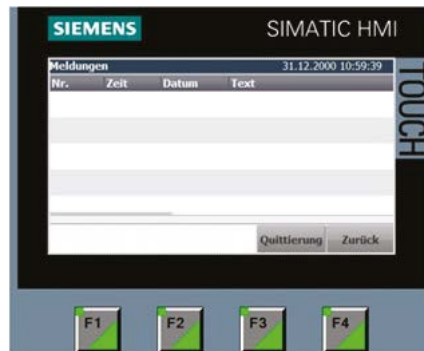 SIEMENS SIMATIC HMI
TOUCH
Meldungen 31.12.2000 10:59:39
Nr. Zeit Datum Text
Quittierung Zurück
F1 F2 F3 F4